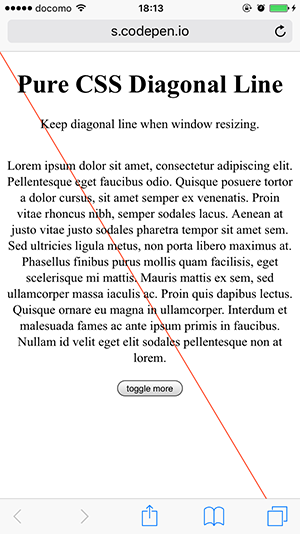 docomo 18:13
s.codepen.io
Pure CSS Diagonal Line
Keep diagonal line when window resizing.
Lorem ipsum dolor sit amet, consectetur adipiscing elit.
Pellentesque eget faucibus odio. Quisque posuere tortor
a dolor cursus, sit amet semper ex venenatis. Proin
vitae rhoncus nibh, semper sodales lacus. Aenean at
justo vitae justo sodales pharetra tempor sit amet sem.
Sed ultricies ligula metus, non porta libero maximus at.
Phasellus finibus purus mollis quam facilisis, eget
scelerisque mi mattis. Mauris mattis ex sem, sed
ullamcorper massa iaculis ac. Proin quis dapibus lectus.
Quisque ornare eu magna in ullamcorper. Interdum et
malesuada fames ac ante ipsum primis in faucibus.
Nullam id velit eget elit sodales pellentesque non at
lorem.
toggle more